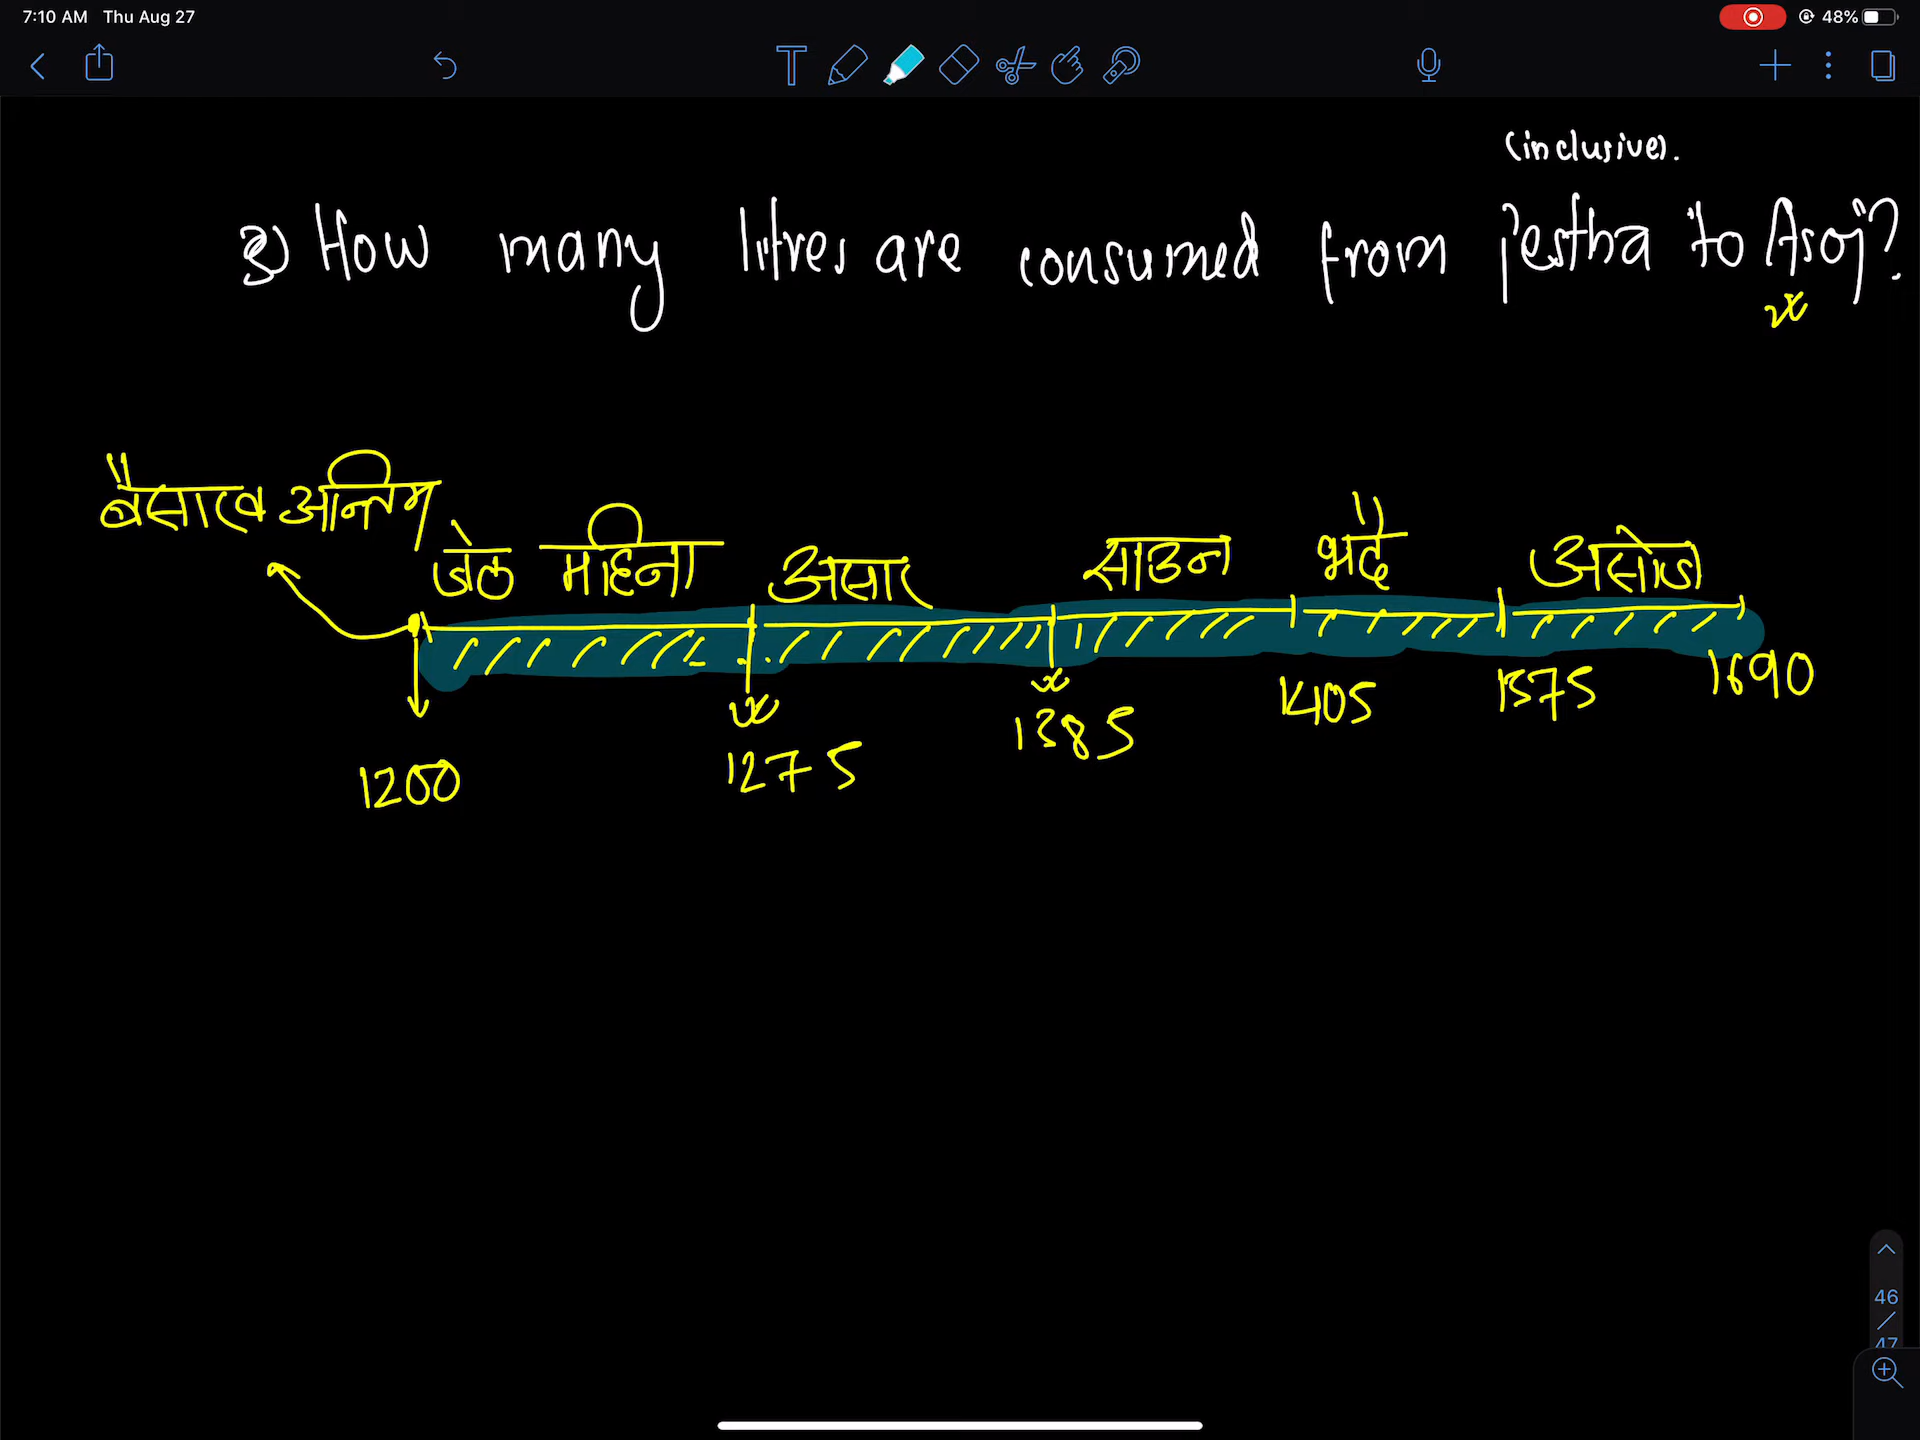 7:10 AM Thu Aug 27
48%
(inclusive).
3) How many litres are consumed from Jestha to Asoj?
बैसाख अन्तिम
जेठ महिना असार साउन भदै असोज
1200 1275 1385 1405 1575 1690
46
/
47